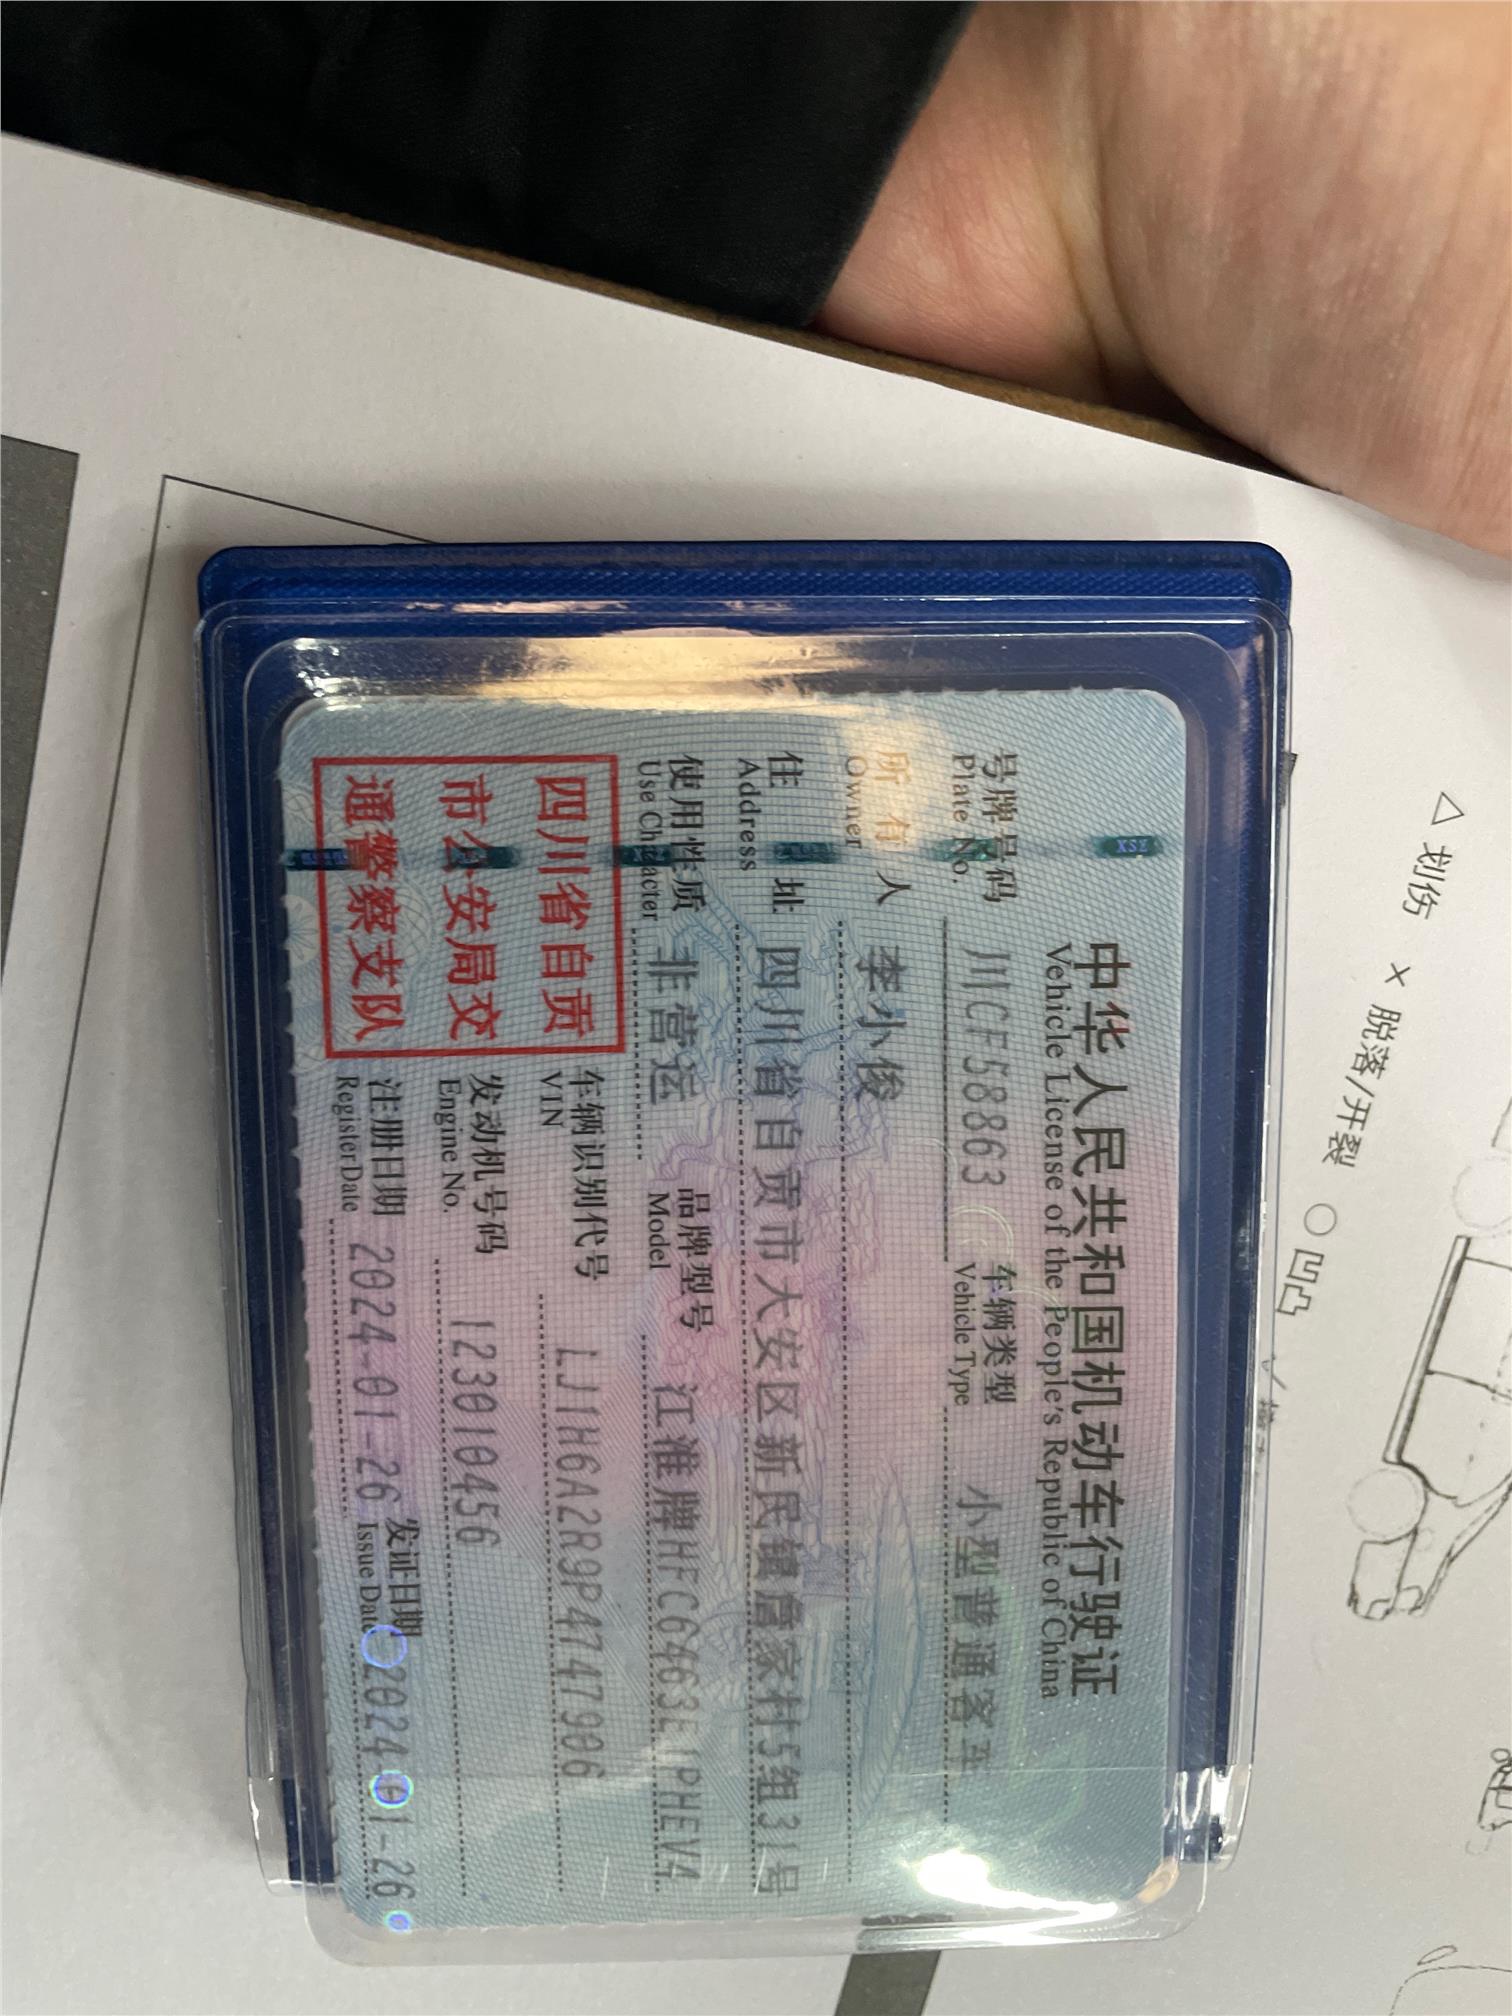 中华人民共和国机动车行驶证
Vehicle License of the People's Republic of China
号牌号码 川CF58863 车辆类型 小型普通客车
Plate No. Vehicle Type
所有人 李小俊
Owner
住址 四川省自贡市大安区新民镇詹家村5组31号
Address
使用性质 非营运 品牌型号 江淮牌HFC6463E1PHEV4
Use Character Model
四川省自贡
市公安局交
通警察支队
车辆识别代号 LJ1H6A2R9P4747906
VIN
发动机号码 123010456
Engine No.
注册日期 2024-01-26 发证日期 2024-01-26
Register Date Issue Date
△ 划伤 × 脱落/开裂 ○ 凹凸